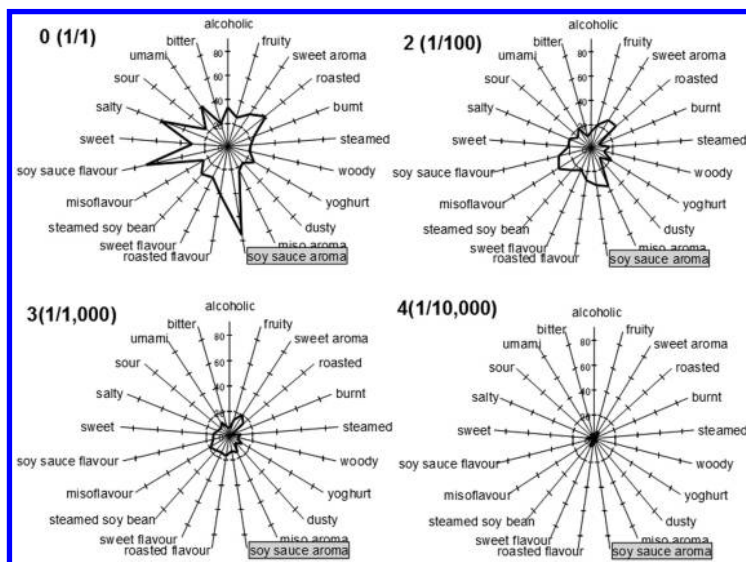 0 (1/1)
alcoholic
fruity
sweet aroma
roasted
burnt
steamed
woody
yoghurt
dusty
miso aroma
soy sauce aroma
roasted flavour
sweet flavour
steamed soy bean
misoflavour
soy sauce flavour
sweet
salty
sour
umami
bitter
80
40
2 (1/100)
alcoholic
fruity
sweet aroma
roasted
burnt
steamed
woody
yoghurt
dusty
miso aroma
soy sauce aroma
roasted flavour
sweet flavour
steamed soy bean
misoflavour
soy sauce flavour
sweet
salty
sour
umami
bitter
80
40
3(1/1,000)
alcoholic
fruity
sweet aroma
roasted
burnt
steamed
woody
yoghurt
dusty
miso aroma
soy sauce aroma
roasted flavour
sweet flavour
steamed soy bean
misoflavour
soy sauce flavour
sweet
salty
sour
umami
bitter
80
40
4(1/10,000)
alcoholic
fruity
sweet aroma
roasted
burnt
steamed
woody
yoghurt
dusty
miso aroma
soy sauce aroma
roasted flavour
sweet flavour
steamed soy bean
misoflavour
soy sauce flavour
sweet
salty
sour
umami
bitter
80
40